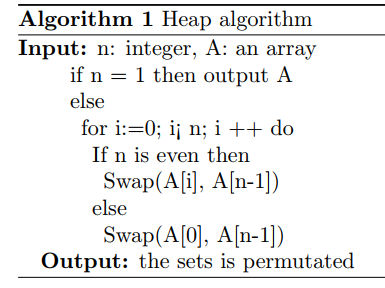 Algorithm 1 Heap algorithm
Input: n: integer, A: an array
if n = 1 then output A
else
for i:=0; i¡ n; i ++ do
If n is even then
Swap(A[i], A[n-1])
else
Swap(A[0], A[n-1])
Output: the sets is permutated